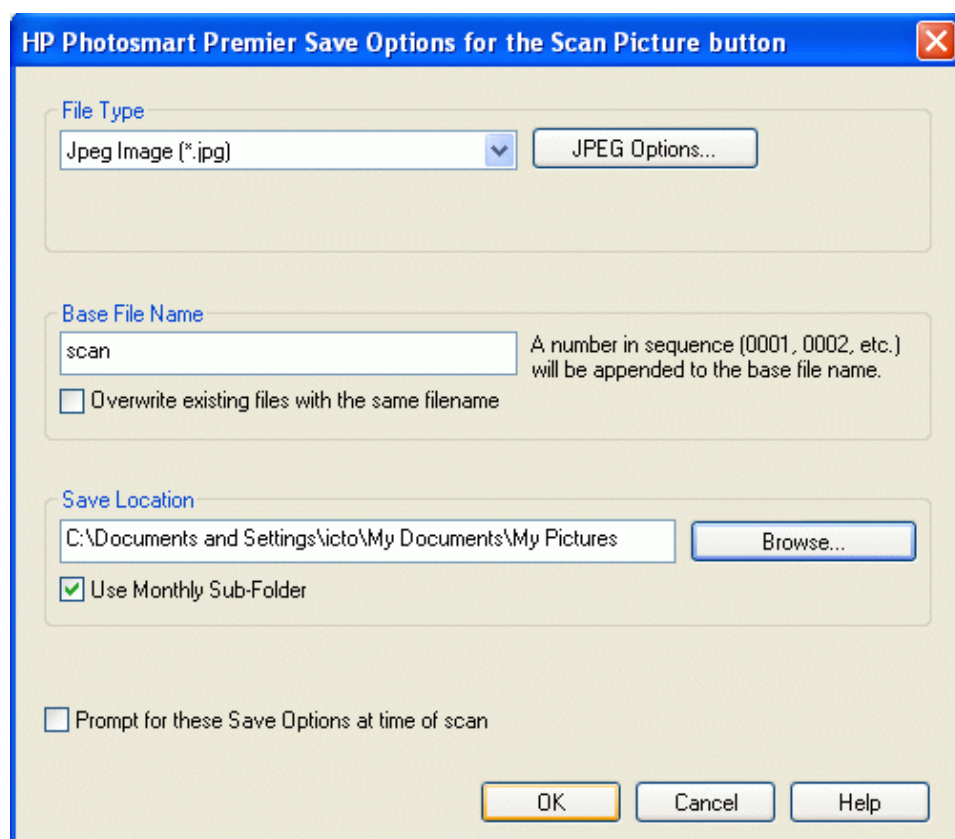 HP Photosmart Premier Save Options for the Scan Picture button
File Type
Jpeg Image (*.jpg)
JPEG Options...
Base File Name
scan
A number in sequence (0001, 0002, etc.)
will be appended to the base file name.
Overwrite existing files with the same filename
Save Location
C:\Documents and Settings\icto\My Documents\My Pictures
Browse...
Use Monthly Sub-Folder
Prompt for these Save Options at time of scan
OK
Cancel
Help